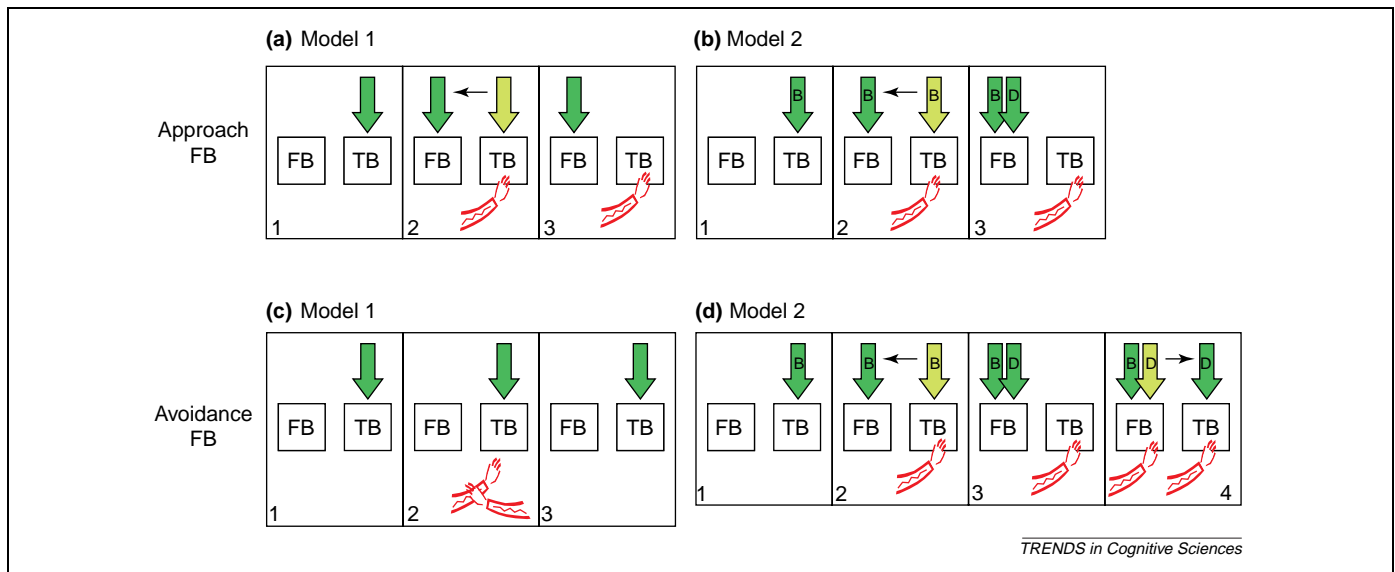 (a) Model 1
(b) Model 2
Approach
FB
FB TB FB TB FB TB
1 2 3
B B B B D
FB TB FB TB FB TB
1 2 3
(c) Model 1
(d) Model 2
Avoidance
FB
FB TB FB TB FB TB
1 2 3
B B B B D B D D
FB TB FB TB FB TB FB TB
1 2 3 4
TRENDS in Cognitive Sciences